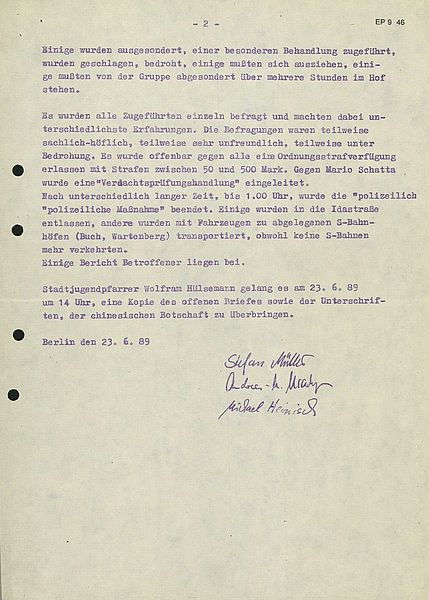 - 2 -
EP 9 46
Einige wurden ausgesondert, einer besonderen Behandlung zugeführt,
wurden geschlagen, bedroht, einige mußten sich ausziehen, eini-
ge mußten von der Gruppe abgesondert über mehrere Stunden im Hof
stehen.
Es wurden alle Zugeführten einzeln befragt und machten dabei un-
terschiedlichste Erfahrungen. Die Befragungen waren teilweise
sachlich-höflich, teilweise sehr unfreundlich, teilweise unter
Bedrohung. Es wurde offenbar gegen alle eim Ordnungsstrafverfügung
erlassen mit Strafen zwischen 50 und 500 Mark. Gegen Mario Schatta
wurde eine"Verdachtsprüfungshandlung" eingeleitet.
Nach unterschiedlich langer Zeit, bis 1.00 Uhr, wurde die "polizeilich
"polizeiliche Maßnahme" beendet. Einige wurden in die Idastraße
entlassen, andere wurden mit Fahrzeugen zu abgelegenen S-Bahn-
höfen (Buch, Wartenberg) transportiert, obwohl keine S-Bahnen
mehr verkehrten.
Einige Bericht Betroffener liegen bei.
Stadtjugendpfarrer Wolfram Hülsemann gelang es am 23. 6. 89
um 14 Uhr, eine Kopie des offenen Briefes sowie der Unterschrif-
ten, der chinesischen Botschaft zu überbringen.
Berlin den 23. 6. 89
Stefan Müller
Michael Heinisch